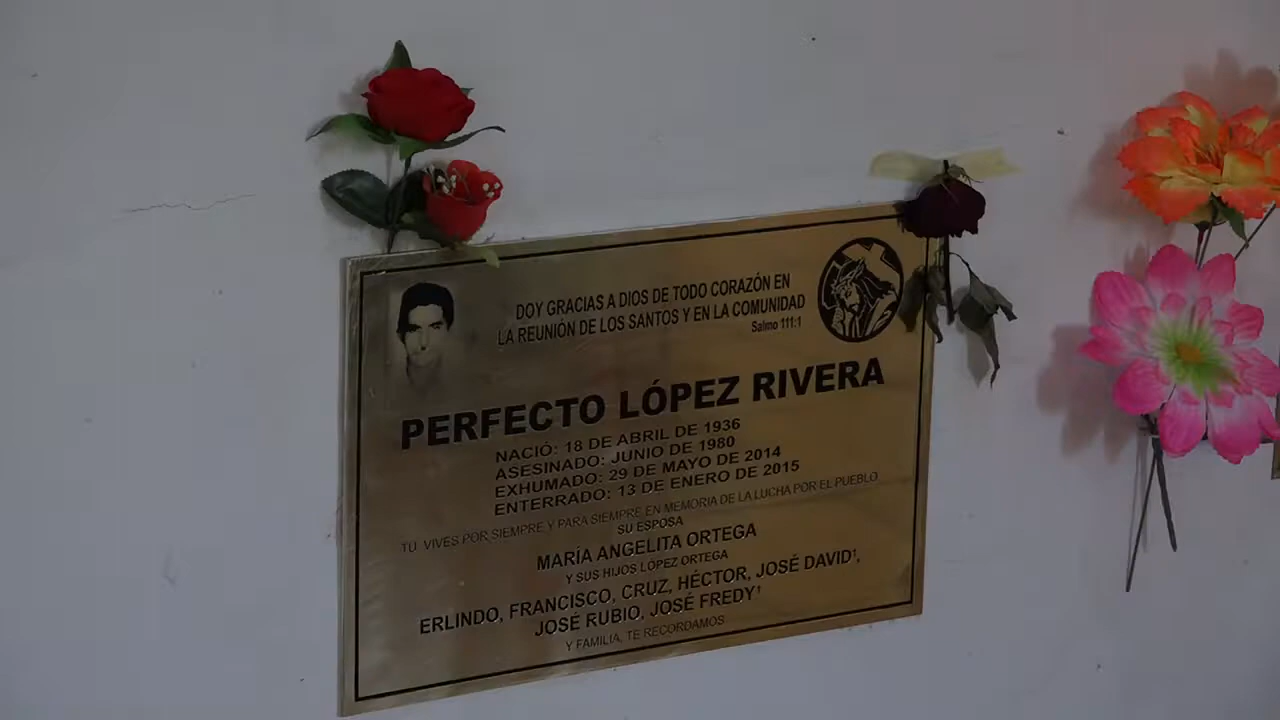 DOY GRACIAS A DIOS DE TODO CORAZÓN EN
LA REUNIÓN DE LOS SANTOS Y EN LA COMUNIDAD
Salmo 111:1
PERFECTO LÓPEZ RIVERA
NACIÓ: 18 DE ABRIL DE 1936
ASESINADO: JUNIO DE 1980
EXHUMADO: 29 DE MAYO DE 2014
ENTERRADO: 13 DE ENERO DE 2015
TU VIVES POR SIEMPRE Y PARA SIEMPRE EN MEMORIA DE LA LUCHA POR EL PUEBLO
SU ESPOSA
MARÍA ANGELITA ORTEGA
Y SUS HIJOS LÓPEZ ORTEGA
ERLINDO, FRANCISCO, CRUZ, HÉCTOR, JOSÉ DAVID†,
JOSÉ RUBIO, JOSÉ FREDY†
Y FAMILIA, TE RECORDAMOS